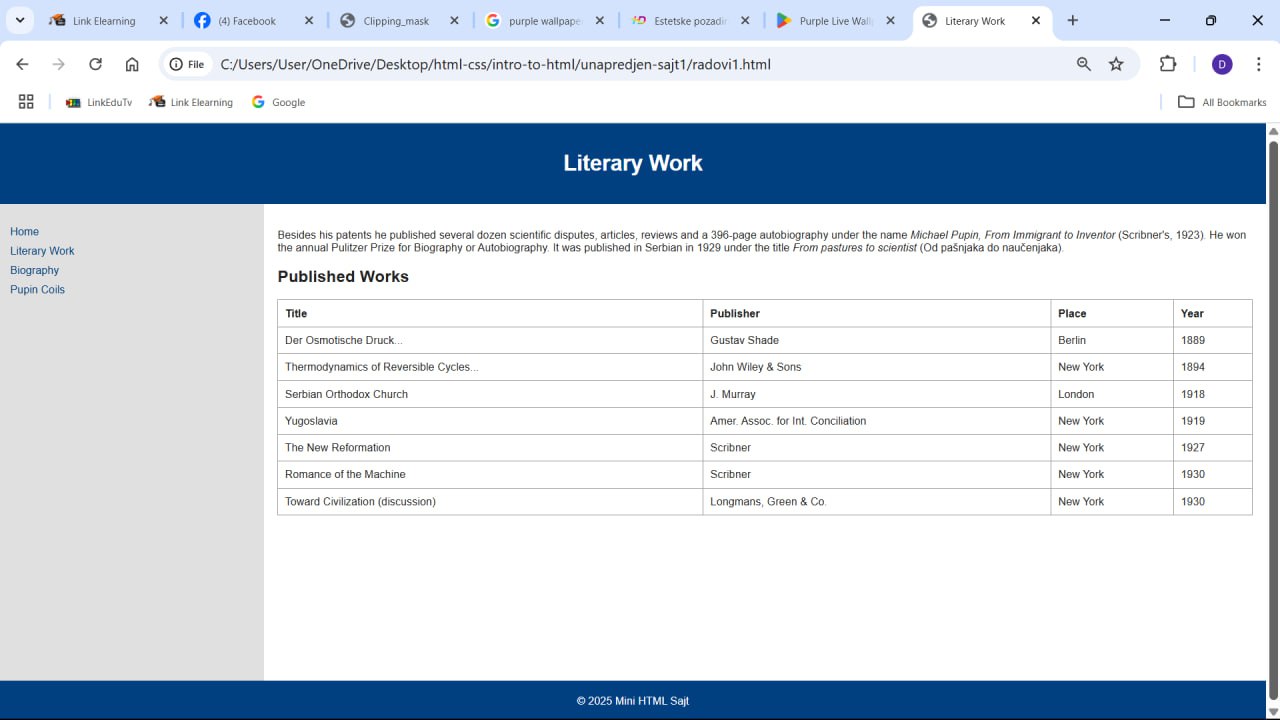 Link Elearning
(4) Facebook
Clipping_mask
purple wallpape
Estetske pozadin
Purple Live Wall
Literary Work
File
C:/Users/User/OneDrive/Desktop/html-css/intro-to-html/unapredjen-sajt1/radovi1.html
D
LinkEduTv
Link Elearning
Google
All Bookmarks
Literary Work
Home
Literary Work
Biography
Pupin Coils
Besides his patents he published several dozen scientific disputes, articles, reviews and a 396-page autobiography under the name Michael Pupin, From Immigrant to Inventor (Scribner's, 1923). He won
the annual Pulitzer Prize for Biography or Autobiography. It was published in Serbian in 1929 under the title From pastures to scientist (Od pašnjaka do naučenjaka).
Published Works
Title Publisher Place Year
Der Osmotische Druck... Gustav Shade Berlin 1889
Thermodynamics of Reversible Cycles... John Wiley & Sons New York 1894
Serbian Orthodox Church J. Murray London 1918
Yugoslavia Amer. Assoc. for Int. Conciliation New York 1919
The New Reformation Scribner New York 1927
Romance of the Machine Scribner New York 1930
Toward Civilization (discussion) Longmans, Green & Co. New York 1930
© 2025 Mini HTML Sajt